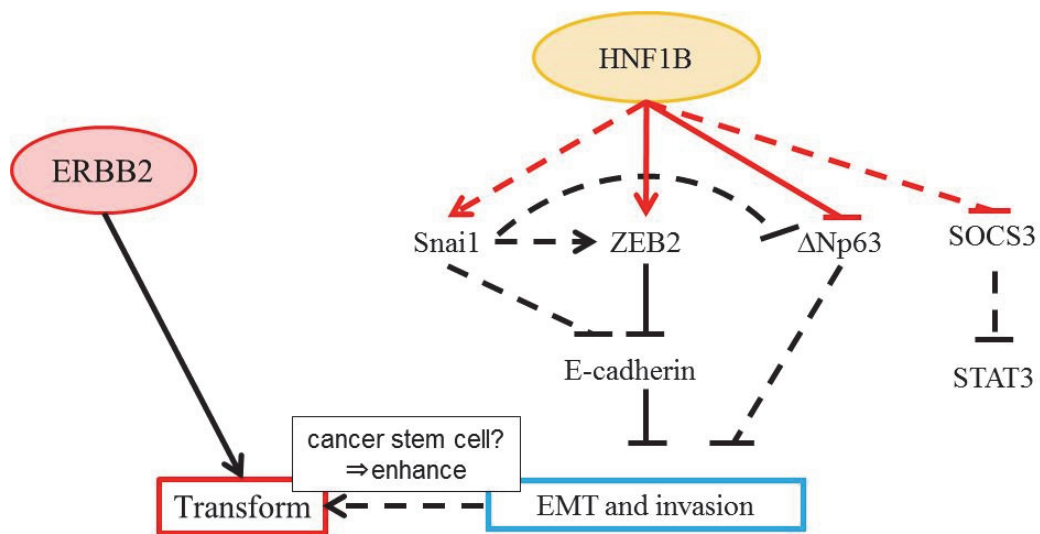 HNF1B
ERBB2
Snai1
ZEB2
ΔNp63
SOCS3
E-cadherin
STAT3
cancer stem cell?
⇒enhance
Transform
EMT and invasion